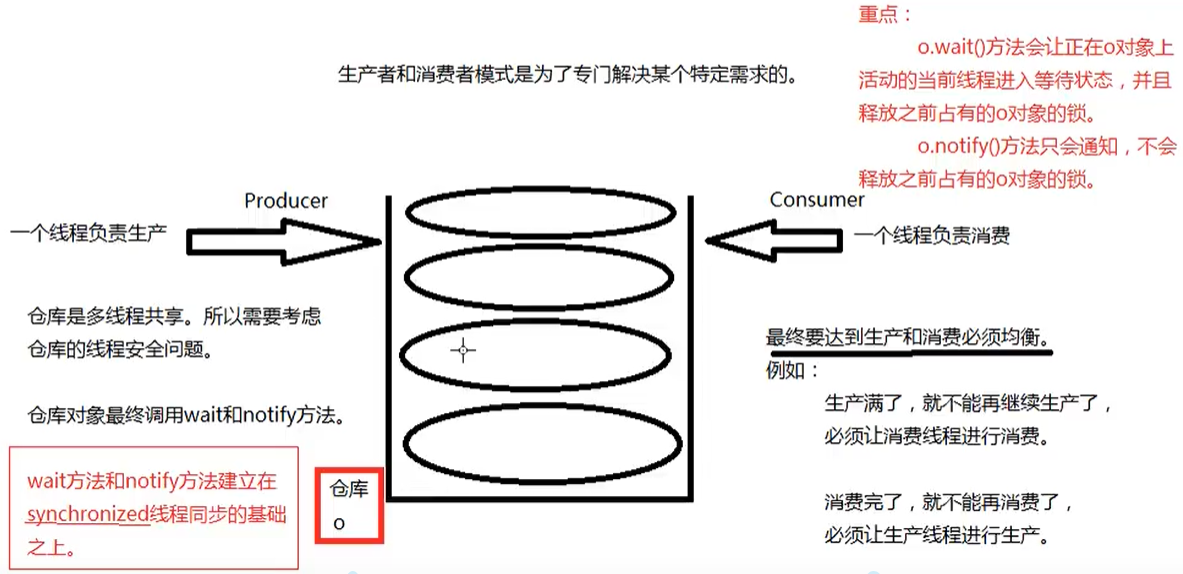 重点：
o.wait()方法会让正在o对象上
活动的当前线程进入等待状态，并且
释放之前占有的o对象的锁。
o.notify()方法只会通知，不会
释放之前占有的o对象的锁。
生产者和消费者模式是为了专门解决某个特定需求的。
Producer
一个线程负责生产
Consumer
一个线程负责消费
仓库是多线程共享。所以需要考虑
仓库的线程安全问题。
仓库对象最终调用wait和notify方法。
wait方法和notify方法建立在
synchronized线程同步的基础
之上。
仓库
o
最终要达到生产和消费必须均衡。
例如：
生产满了，就不能再继续生产了，
必须让消费线程进行消费。
消费完了，就不能再消费了，
必须让生产线程进行生产。